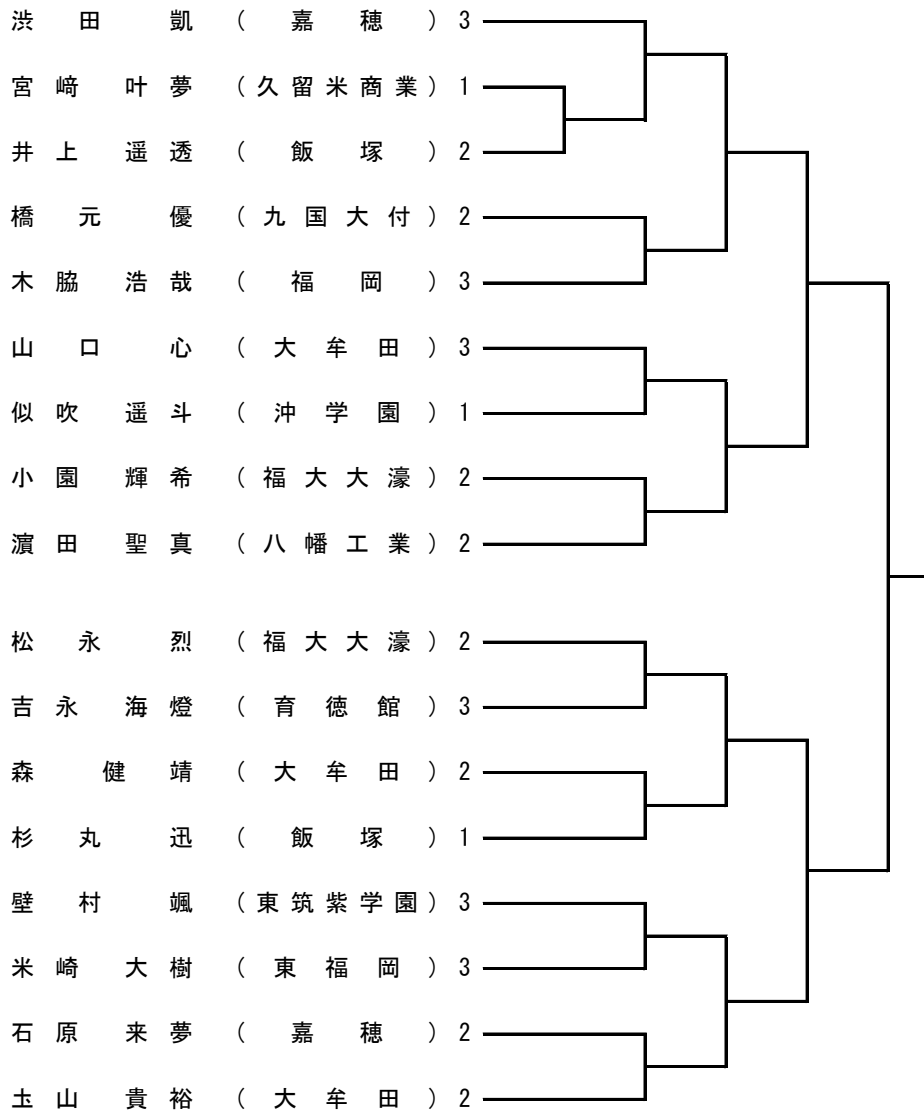 渋田 凱 (嘉穂) 3
宮﨑 叶夢 (久留米商業) 1
井上 遥透 (飯塚) 2
橋元 優 (九国大付) 2
木脇 浩哉 (福岡) 3
山口 心 (大牟田) 3
似吹 遥斗 (沖学園) 1
小園 輝希 (福大大濠) 2
濵田 聖真 (八幡工業) 2
松永 烈 (福大大濠) 2
吉永 海燈 (育徳館) 3
森 健靖 (大牟田) 2
杉丸 迅 (飯塚) 1
壁村 颯 (東筑紫学園) 3
米崎 大樹 (東福岡) 3
石原 来夢 (嘉穂) 2
圡山 貴裕 (大牟田) 2